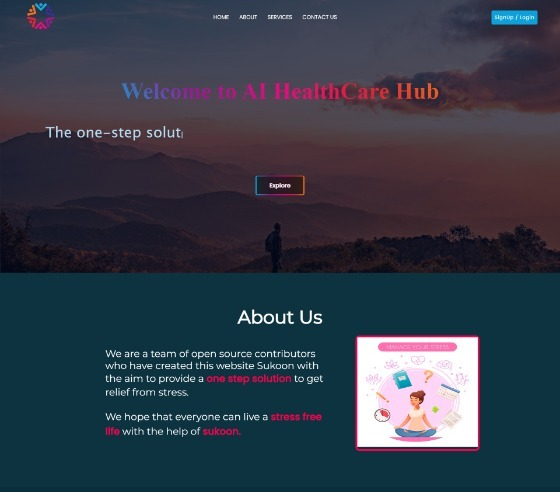 HOME ABOUT SERVICES CONTACT US SignUp / Login
Welcome to AI HealthCare Hub
The one-step solut
Explore
About Us
We are a team of open source contributors
who have created this website Sukoon with
the aim to provide a one step solution to get
relief from stress.
We hope that everyone can live a stress free
life with the help of sukoon.
MANAGE YOUR STRESS